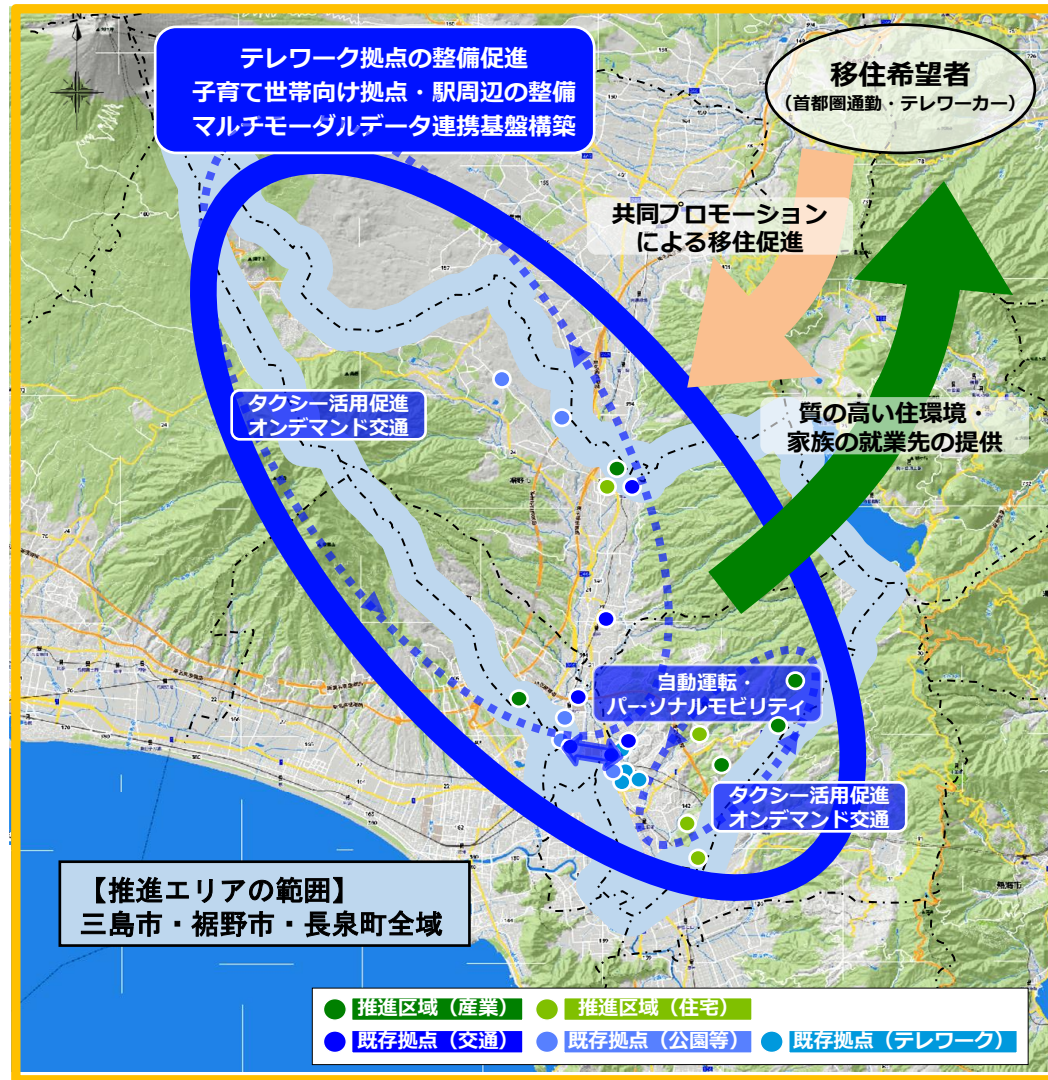 テレワーク拠点の整備促進
子育て世帯向け拠点・駅周辺の整備
マルチモーダルデータ連携基盤構築
移住希望者
（首都圏通勤・テレワーカー）
共同プロモーション
による移住促進
タクシー活用促進
オンデマンド交通
質の高い住環境・
家族の就業先の提供
自動運転・
パーソナルモビリティ
タクシー活用促進
オンデマンド交通
【推進エリアの範囲】
三島市・裾野市・長泉町全域
推進区域（産業）
推進区域（住宅）
既存拠点（交通）
既存拠点（公園等）
既存拠点（テレワーク）